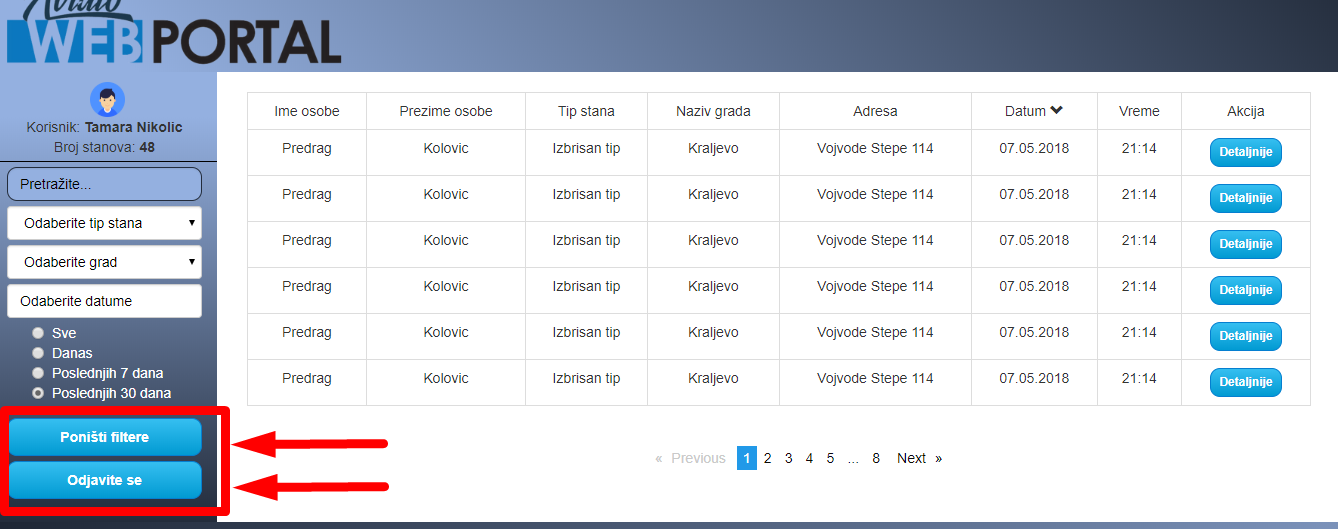 WEB PORTAL
Korisnik: Tamara Nikolic
Broj stanova: 48
Pretražite...
Odaberite tip stana
Odaberite grad
Odaberite datume
Sve
Danas
Poslednjih 7 dana
Poslednjih 30 dana
Poništi filtere
Odjavite se
Ime osobe Prezime osobe Tip stana Naziv grada Adresa Datum Vreme Akcija
Predrag Kolovic Izbrisan tip Kraljevo Vojvode Stepe 114 07.05.2018 21:14 Detaljnije
Predrag Kolovic Izbrisan tip Kraljevo Vojvode Stepe 114 07.05.2018 21:14 Detaljnije
Predrag Kolovic Izbrisan tip Kraljevo Vojvode Stepe 114 07.05.2018 21:14 Detaljnije
Predrag Kolovic Izbrisan tip Kraljevo Vojvode Stepe 114 07.05.2018 21:14 Detaljnije
Predrag Kolovic Izbrisan tip Kraljevo Vojvode Stepe 114 07.05.2018 21:14 Detaljnije
Predrag Kolovic Izbrisan tip Kraljevo Vojvode Stepe 114 07.05.2018 21:14 Detaljnije
« Previous 1 2 3 4 5 ... 8 Next »